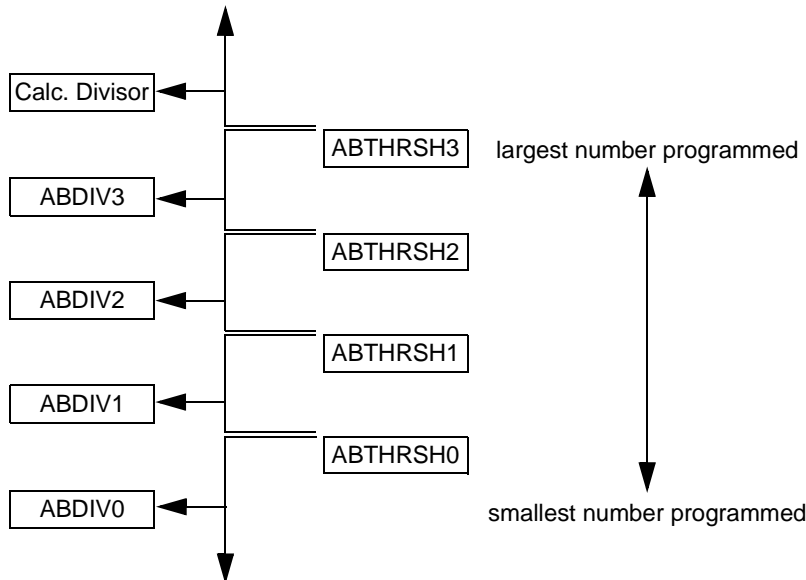 Calc. Divisor
ABTHRSH3 largest number programmed
ABDIV3
ABTHRSH2
ABDIV2
ABTHRSH1
ABDIV1
ABTHRSH0
ABDIV0
smallest number programmed